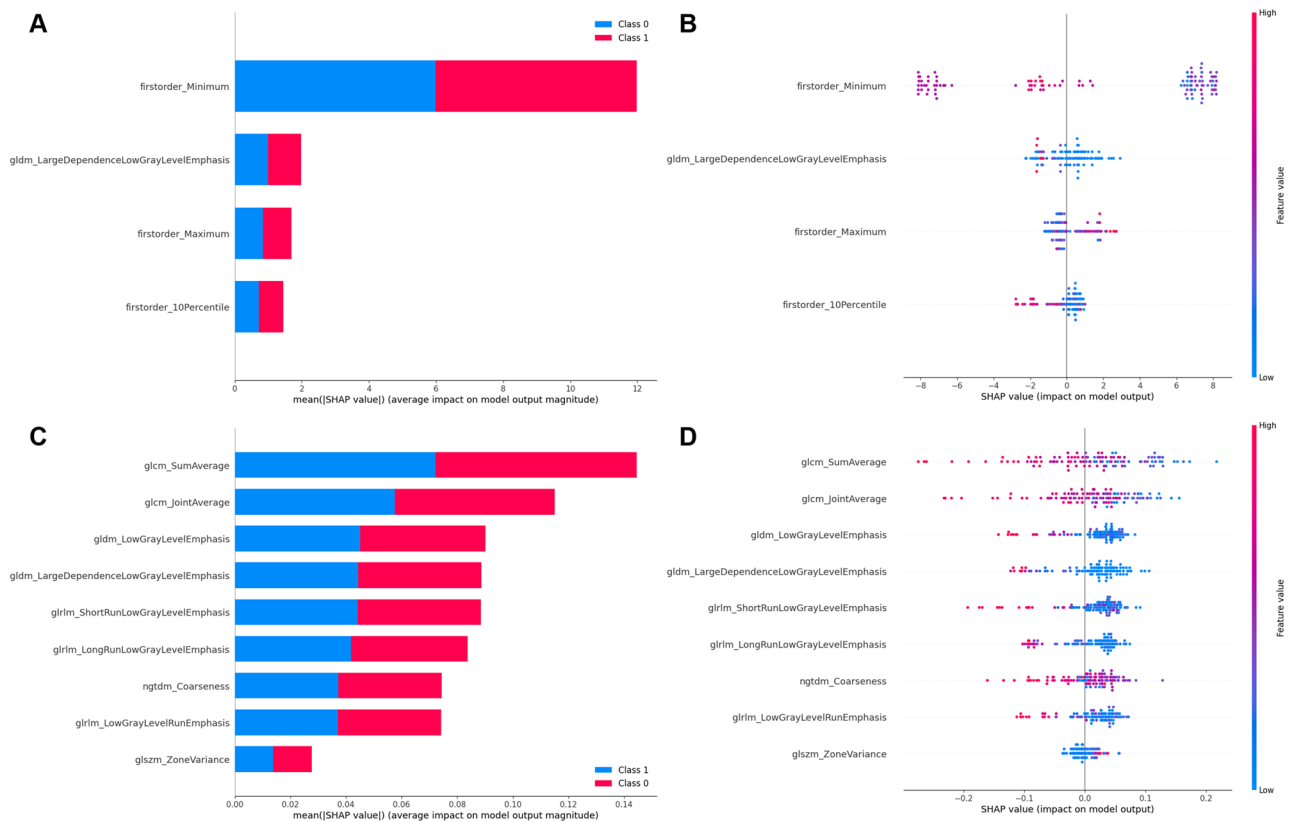 A
Class 0
Class 1
firstorder_Minimum
gldm_LargeDependenceLowGrayLevelEmphasis
firstorder_Maximum
firstorder_10Percentile
0 2 4 6 8 10 12
mean(|SHAP value|) (average impact on model output magnitude)
B
High
firstorder_Minimum
gldm_LargeDependenceLowGrayLevelEmphasis
firstorder_Maximum
firstorder_10Percentile
Feature value
Low
−8 −6 −4 −2 0 2 4 6 8
SHAP value (impact on model output)
C
glcm_SumAverage
glcm_JointAverage
gldm_LowGrayLevelEmphasis
gldm_LargeDependenceLowGrayLevelEmphasis
glrlm_ShortRunLowGrayLevelEmphasis
glrlm_LongRunLowGrayLevelEmphasis
ngtdm_Coarseness
glrlm_LowGrayLevelRunEmphasis
glszm_ZoneVariance
Class 1
Class 0
0.00 0.02 0.04 0.06 0.08 0.10 0.12 0.14
mean(|SHAP value|) (average impact on model output magnitude)
D
High
glcm_SumAverage
glcm_JointAverage
gldm_LowGrayLevelEmphasis
gldm_LargeDependenceLowGrayLevelEmphasis
glrlm_ShortRunLowGrayLevelEmphasis
glrlm_LongRunLowGrayLevelEmphasis
ngtdm_Coarseness
glrlm_LowGrayLevelRunEmphasis
glszm_ZoneVariance
Feature value
Low
−0.2 −0.1 0.0 0.1 0.2
SHAP value (impact on model output)